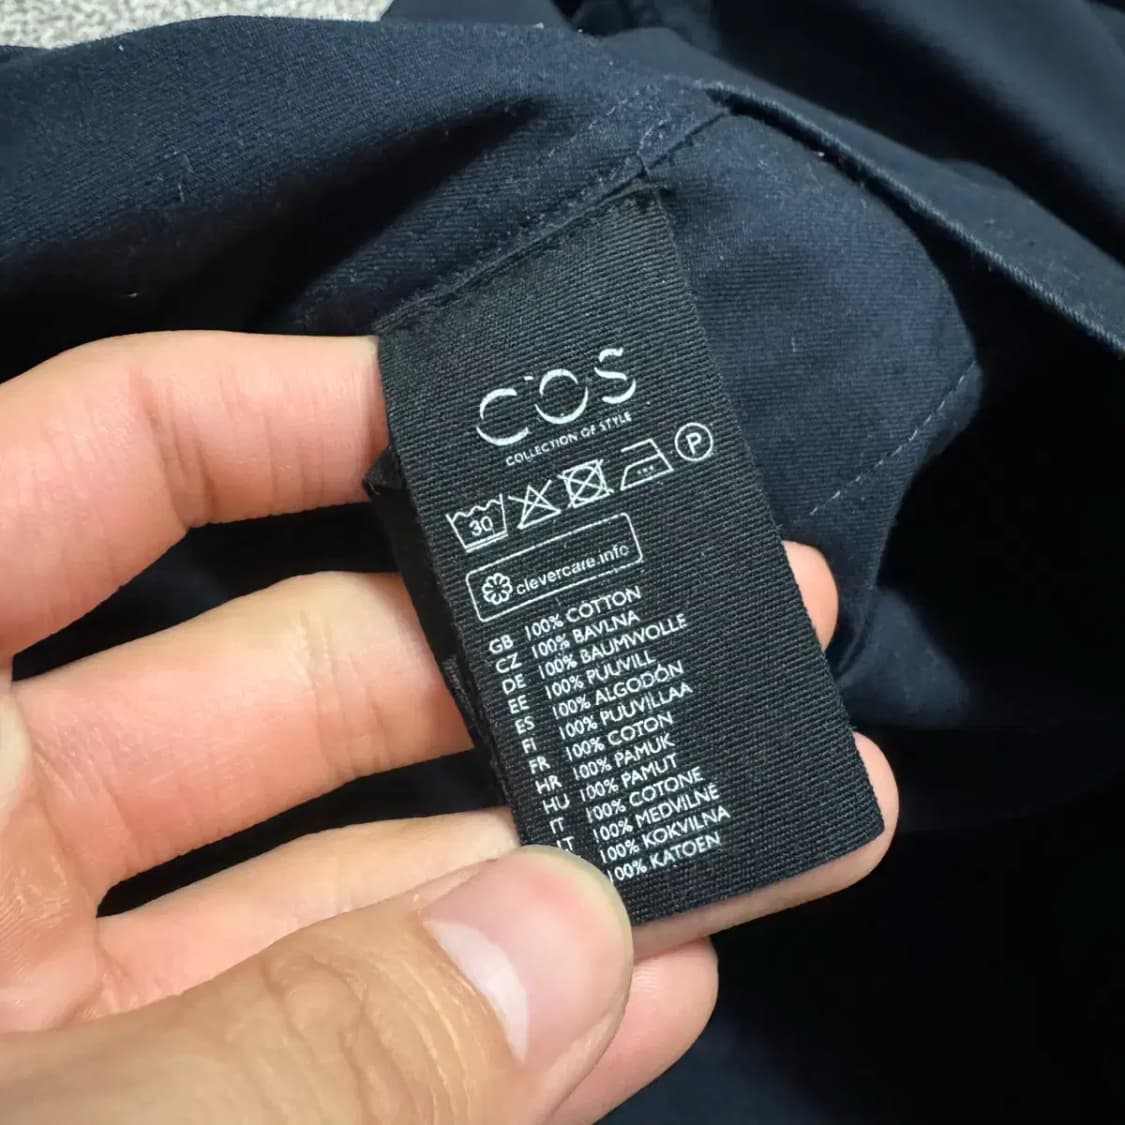 COS
COLLECTION OF STYLE
30 P
clevercare.info
GB 100% COTTON
CZ 100% BAVLNA
DE 100% BAUMWOLLE
EE 100% PUUVILL
ES 100% ALGODÓN
FI 100% PUUVILLAA
FR 100% COTON
HR 100% PAMUK
HU 100% PAMUT
IT 100% COTONE
LT 100% MEDVILNĖ
100% KOKVILNA
100% KATOEN